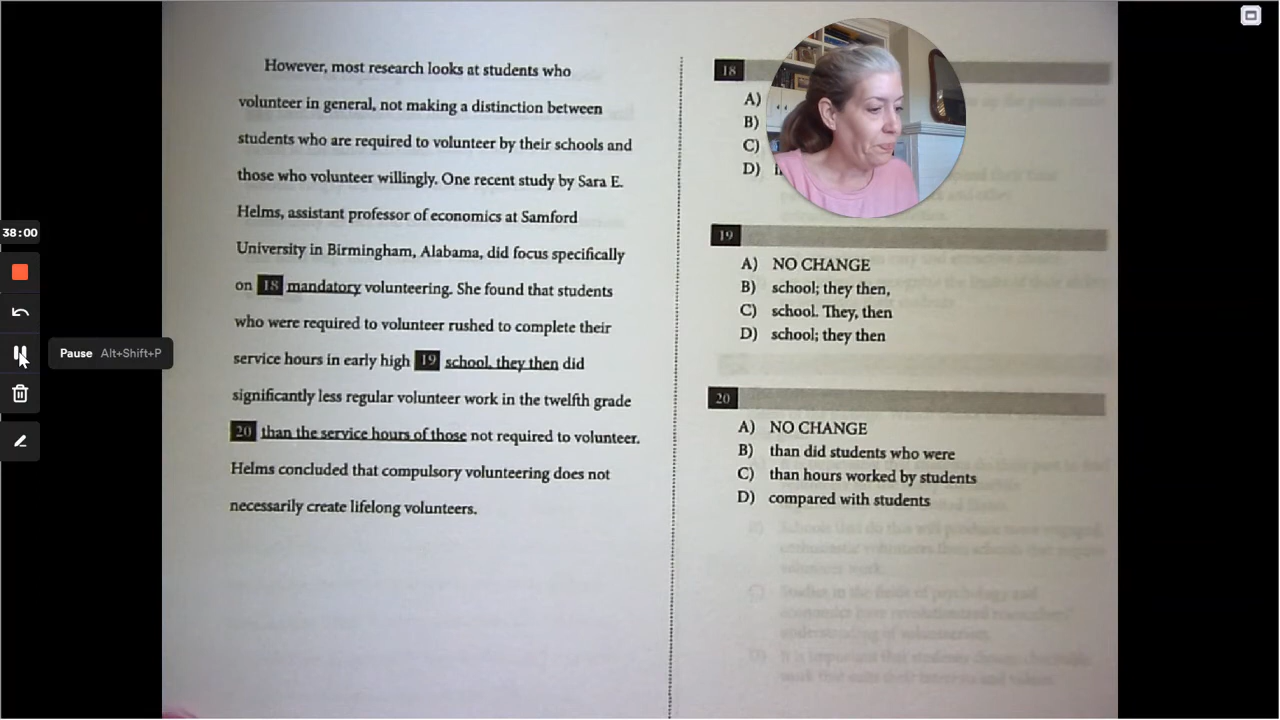 However, most research looks at students who
volunteer in general, not making a distinction between
students who are required to volunteer by their schools and
those who volunteer willingly. One recent study by Sara E.
Helms, assistant professor of economics at Samford
University in Birmingham, Alabama, did focus specifically
on 18 mandatory volunteering. She found that students
who were required to volunteer rushed to complete their
service hours in early high 19 school, they then did
significantly less regular volunteer work in the twelfth grade
20 than the service hours of those not required to volunteer.
Helms concluded that compulsory volunteering does not
necessarily create lifelong volunteers.
18
A)
B)
C)
D)
19
A) NO CHANGE
B) school; they then,
C) school. They, then
D) school; they then
20
A) NO CHANGE
B) than did students who were
C) than hours worked by students
D) compared with students
38:00
Pause Alt+Shift+P